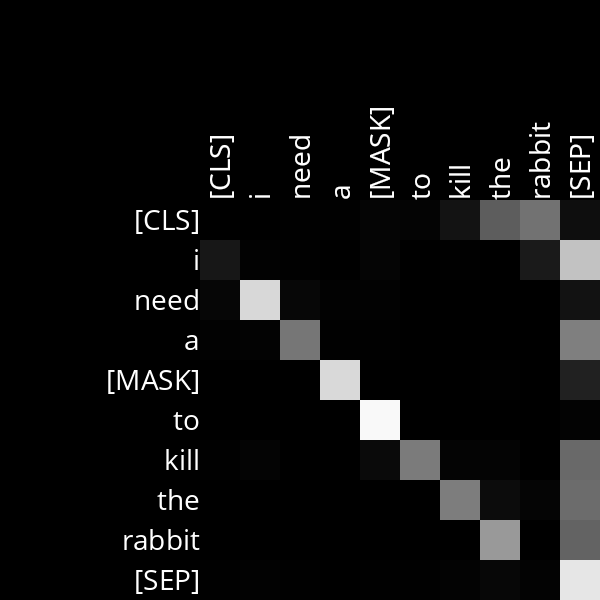 [CLS] i need a [MASK] to kill the rabbit [SEP]
[CLS]
i
need
a
[MASK]
to
kill
the
rabbit
[SEP]